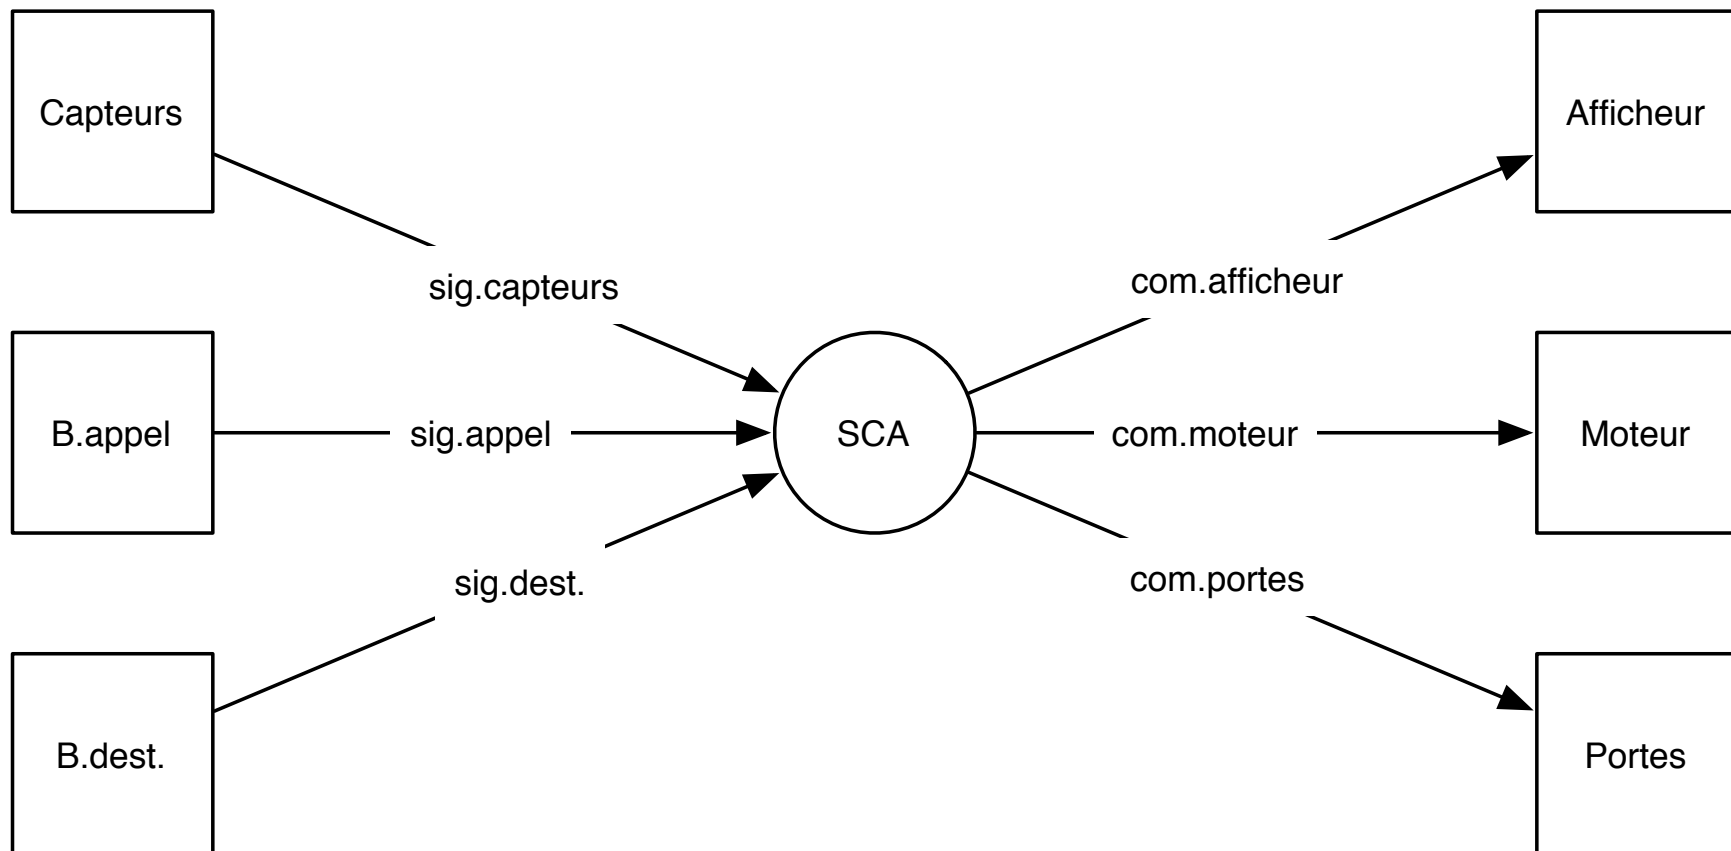 Capteurs
Afficheur
sig.capteurs
com.afficheur
B.appel
sig.appel
SCA
com.moteur
Moteur
sig.dest.
com.portes
B.dest.
Portes